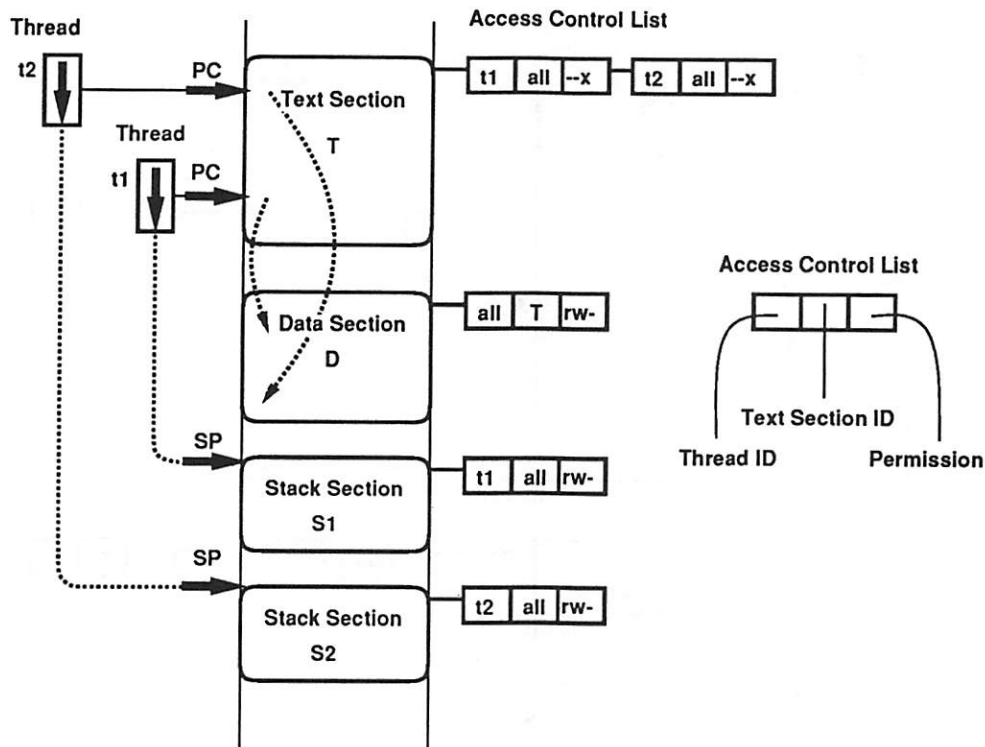 Access Control List
Thread
t2
PC
t1 all --x
t2 all --x
Text Section
T
Thread
t1
PC
Access Control List
Thread ID
Text Section ID
Permission
Data Section
D
all T rw-
SP
Stack Section
S1
t1 all rw-
SP
Stack Section
S2
t2 all rw-